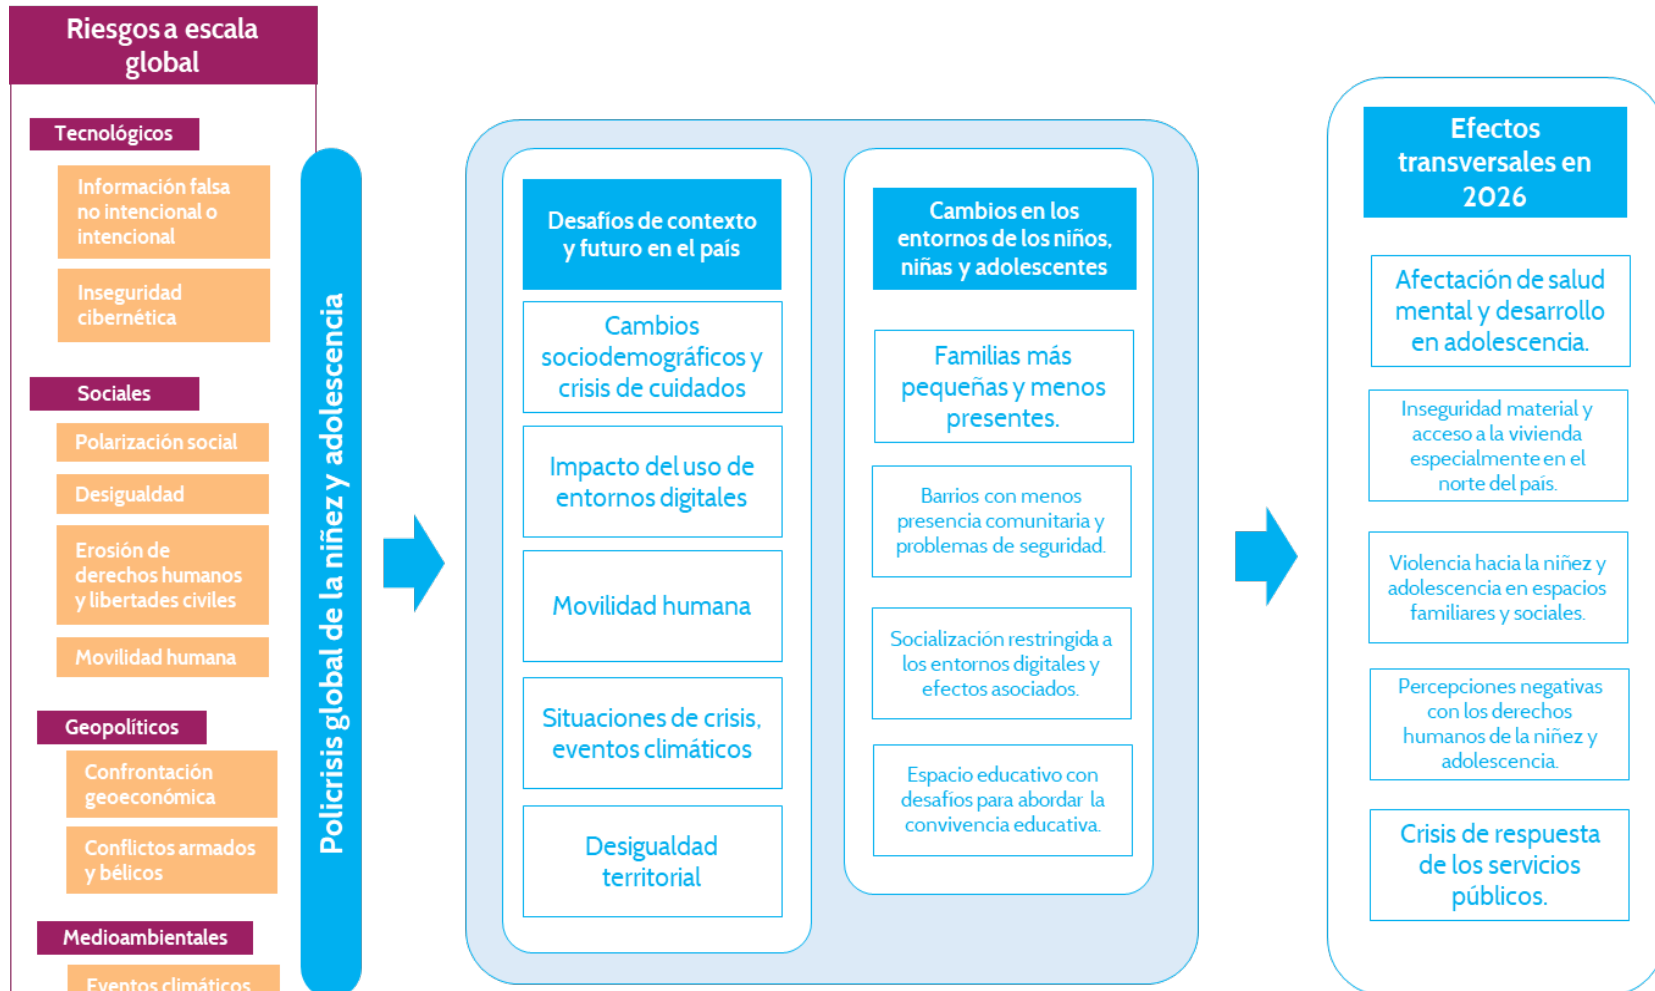 Riesgos a escala
global
Tecnológicos
Información falsa
no intencional o
intencional
Inseguridad
cibernética
Sociales
Polarización social
Desigualdad
Erosión de
derechos humanos
y libertades civiles
Movilidad humana
Geopolíticos
Confrontación
geoeconómica
Conflictos armados
y bélicos
Medioambientales
Eventos climáticos
Policrisis global de la niñez y adolescencia
Desafíos de contexto
y futuro en el país
Cambios
sociodemográficos y
crisis de cuidados
Impacto del uso de
entornos digitales
Movilidad humana
Situaciones de crisis,
eventos climáticos
Desigualdad
territorial
Cambios en los
entornos de los niños,
niñas y adolescentes
Familias más
pequeñas y menos
presentes.
Barrios con menos
presencia comunitaria y
problemas de seguridad.
Socialización restringida a
los entornos digitales y
efectos asociados.
Espacio educativo con
desafíos para abordar la
convivencia educativa.
Efectos
transversales en
2026
Afectación de salud
mental y desarrollo
en adolescencia.
Inseguridad material y
acceso a la vivienda
especialmente en el
norte del país.
Violencia hacia la niñez y
adolescencia en espacios
familiares y sociales.
Percepciones negativas
con los derechos
humanos de la niñez y
adolescencia.
Crisis de respuesta
de los servicios
públicos.